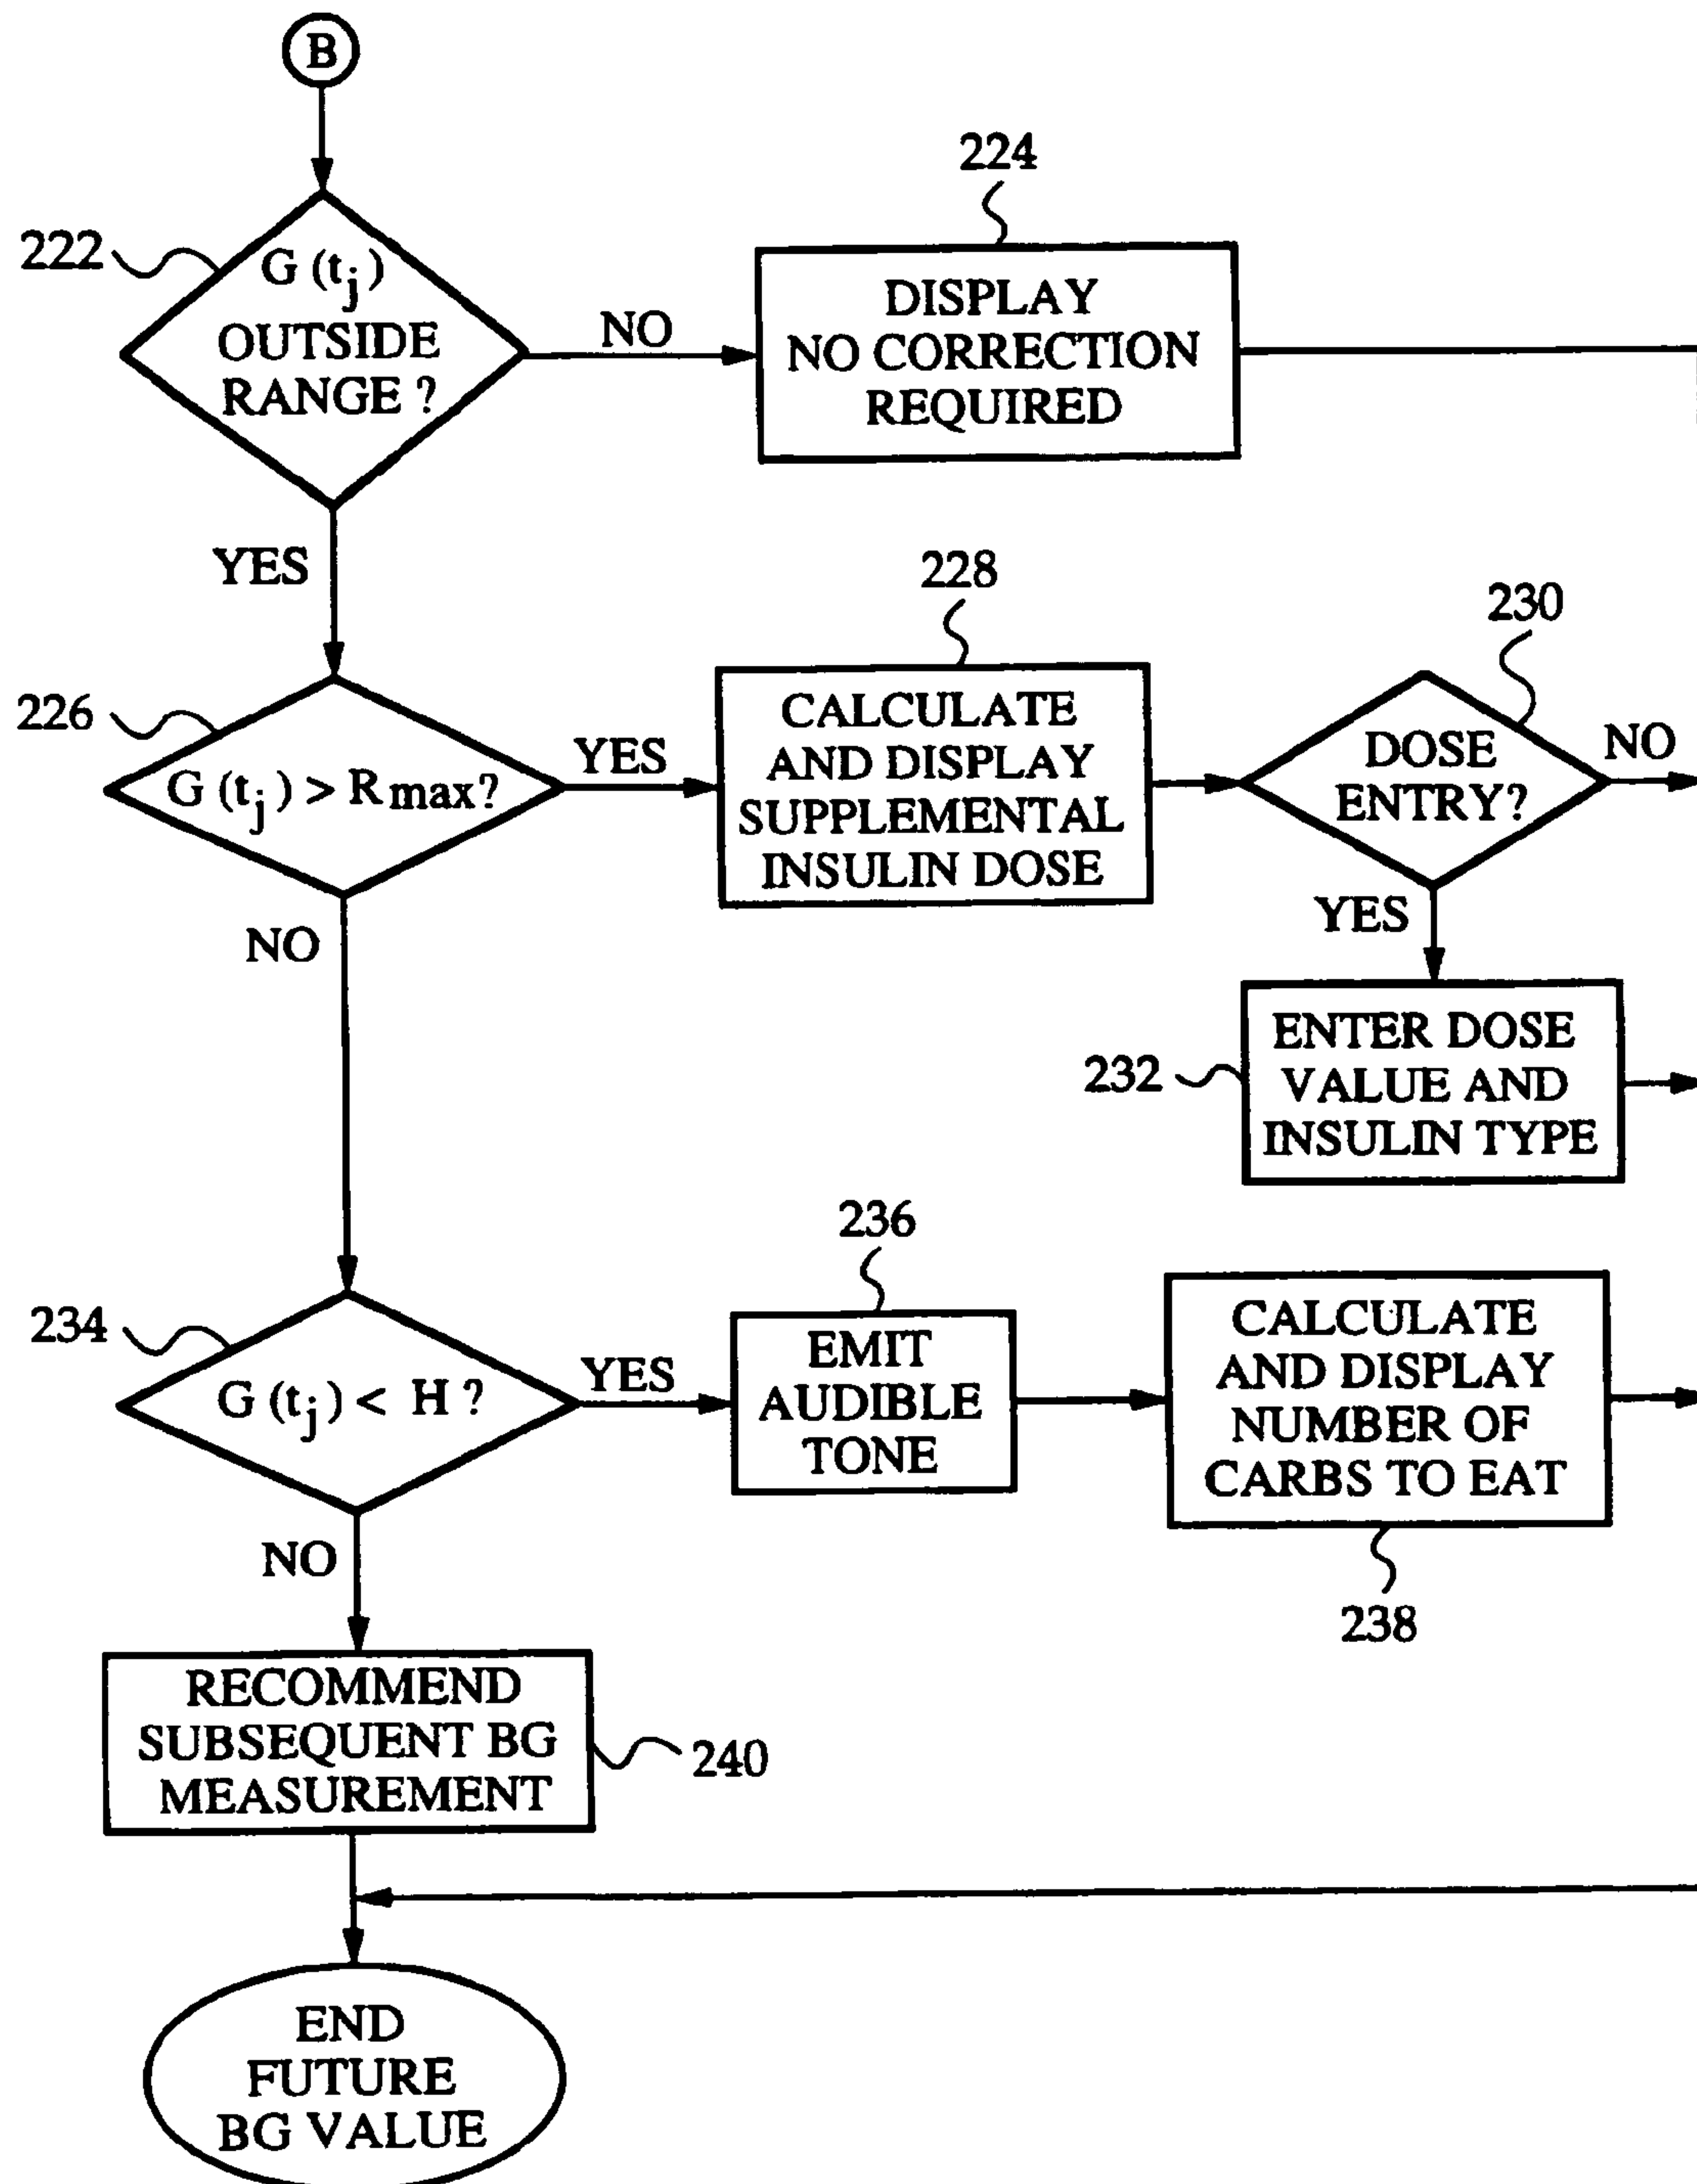 B
224
222
G (tj)
OUTSIDE
RANGE ?
NO
DISPLAY
NO CORRECTION
REQUIRED
YES
228
230
226
G (tj) > Rmax?
YES
CALCULATE
AND DISPLAY
SUPPLEMENTAL
INSULIN DOSE
DOSE
ENTRY?
NO
NO
YES
232
ENTER DOSE
VALUE AND
INSULIN TYPE
236
234
G (tj) < H ?
YES
EMIT
AUDIBLE
TONE
CALCULATE
AND DISPLAY
NUMBER OF
CARBS TO EAT
238
NO
RECOMMEND
SUBSEQUENT BG
MEASUREMENT
240
END
FUTURE
BG VALUE